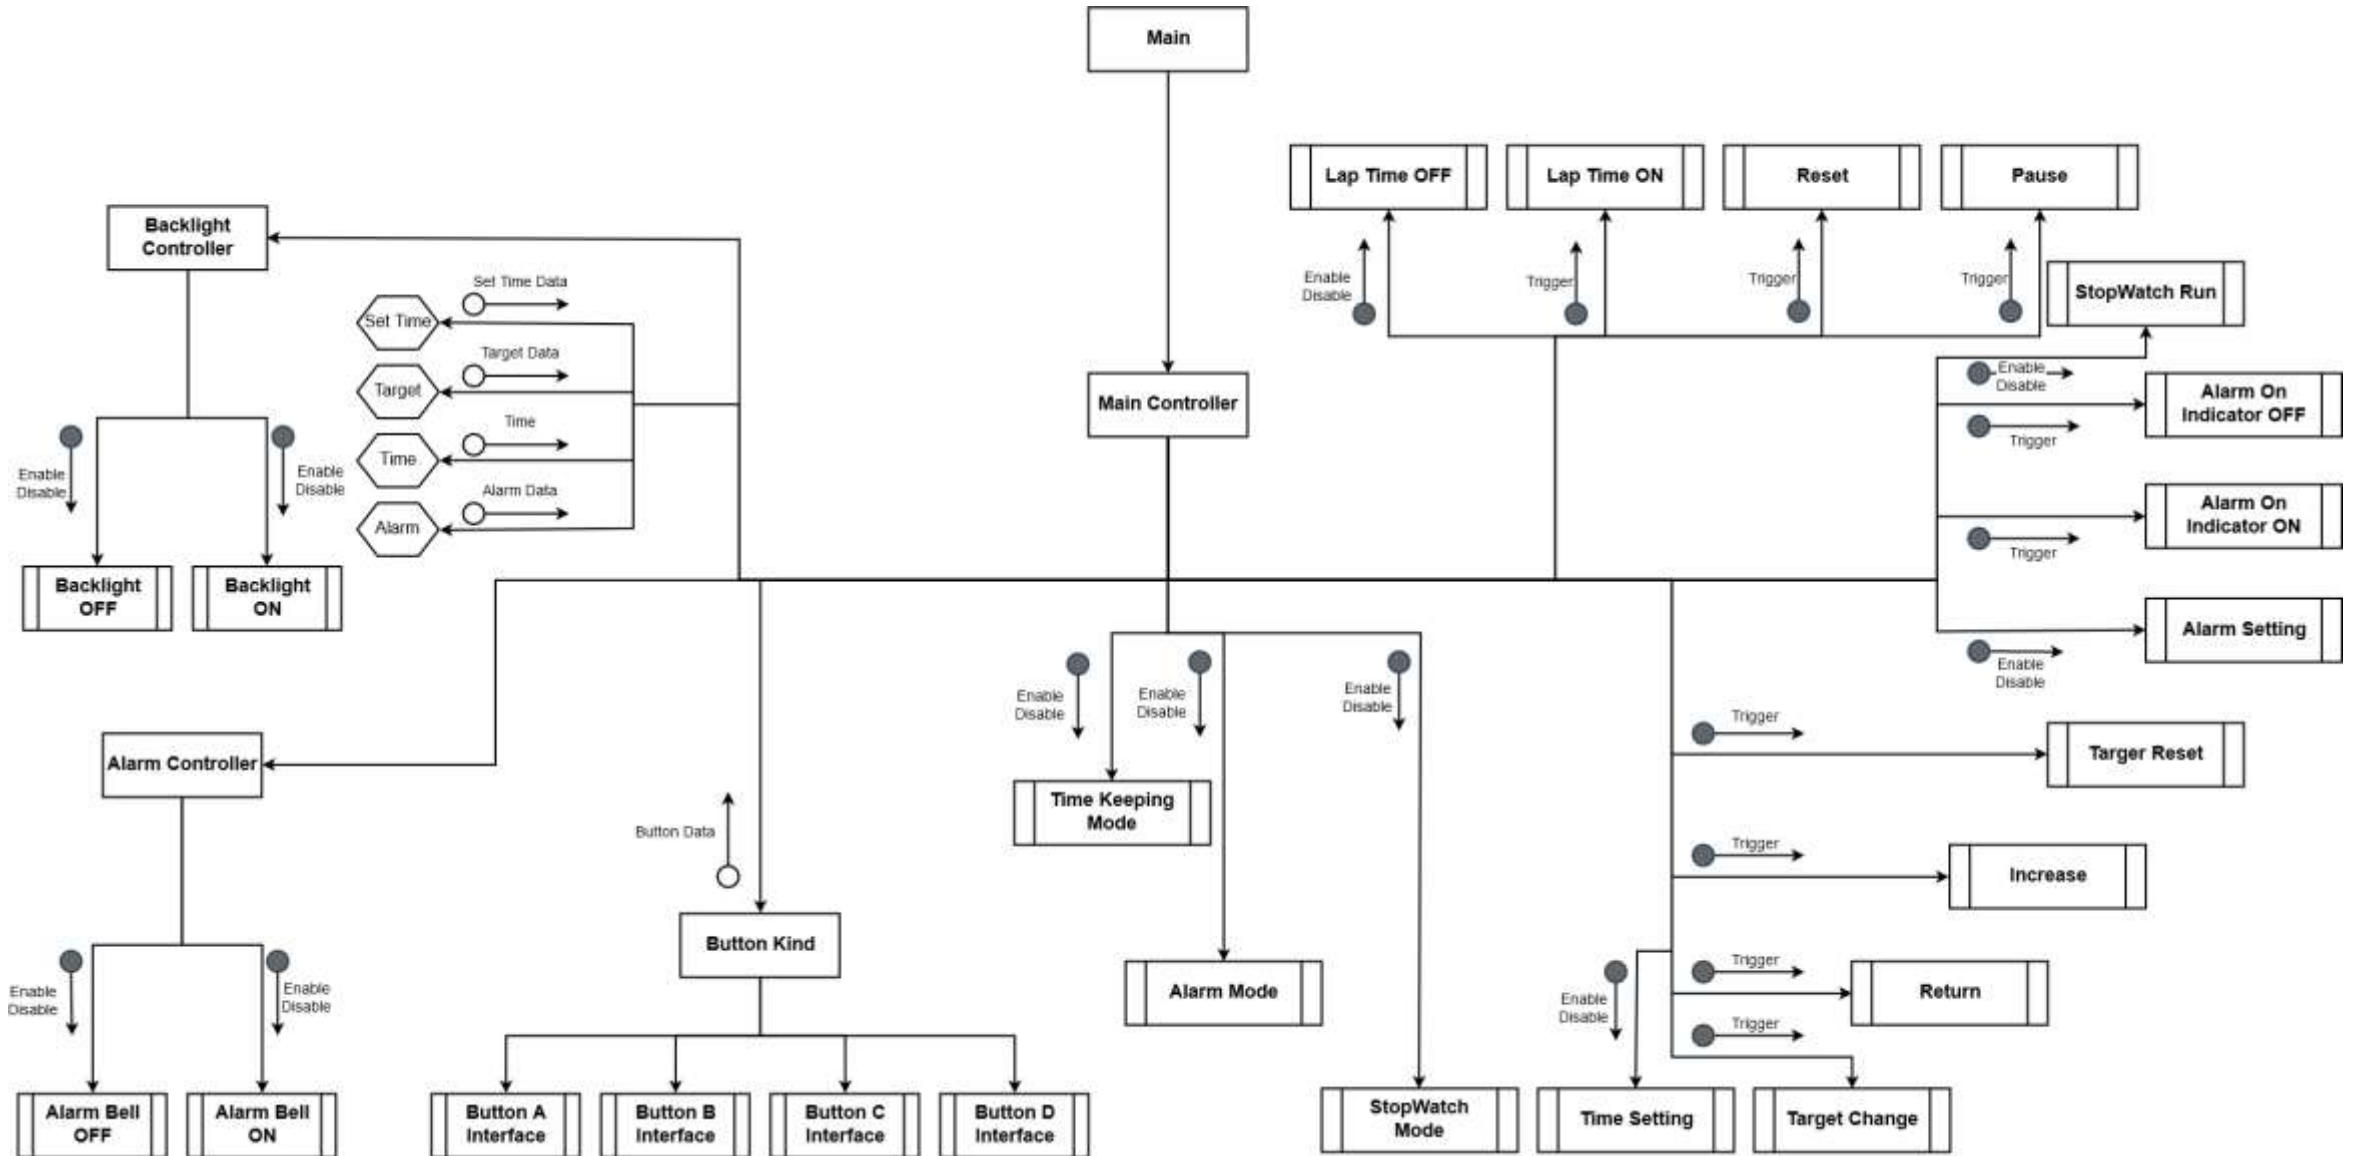 Main
Lap Time OFF
Lap Time ON
Reset
Pause
Backlight
Controller
Enable
Disable
Trigger
Trigger
Trigger
StopWatch Run
Set Time Data
Set Time
Target Data
Target
Time
Time
Alarm Data
Alarm
Main Controller
Enable
Disable
Alarm On
Indicator OFF
Trigger
Alarm On
Indicator ON
Trigger
Alarm Setting
Enable
Disable
Enable
Disable
Enable
Disable
Backlight
OFF
Backlight
ON
Enable
Disable
Enable
Disable
Enable
Disable
Alarm Controller
Trigger
Targer Reset
Button Data
Time Keeping
Mode
Trigger
Increase
Button Kind
Enable
Disable
Enable
Disable
Alarm Mode
Enable
Disable
Trigger
Return
Trigger
Alarm Bell
OFF
Alarm Bell
ON
Button A
Interface
Button B
Interface
Button C
Interface
Button D
Interface
StopWatch
Mode
Time Setting
Target Change